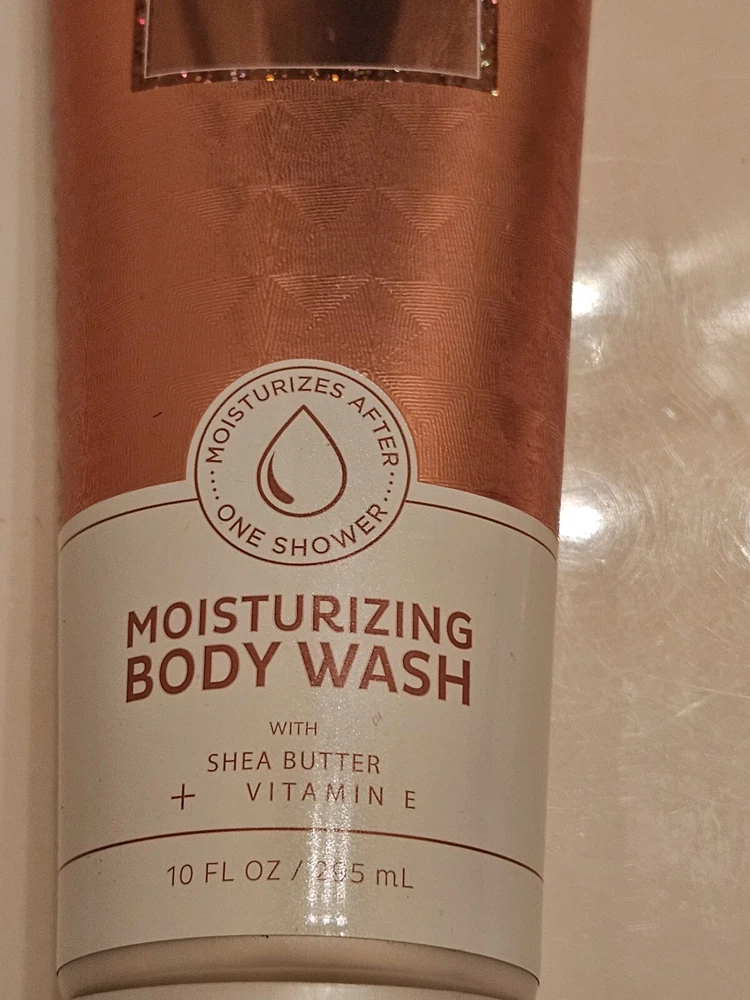 MOISTURIZES AFTER
ONE SHOWER
MOISTURIZING
BODY WASH
WITH
SHEA BUTTER
+ VITAMIN E
10 FL OZ / 295 mL